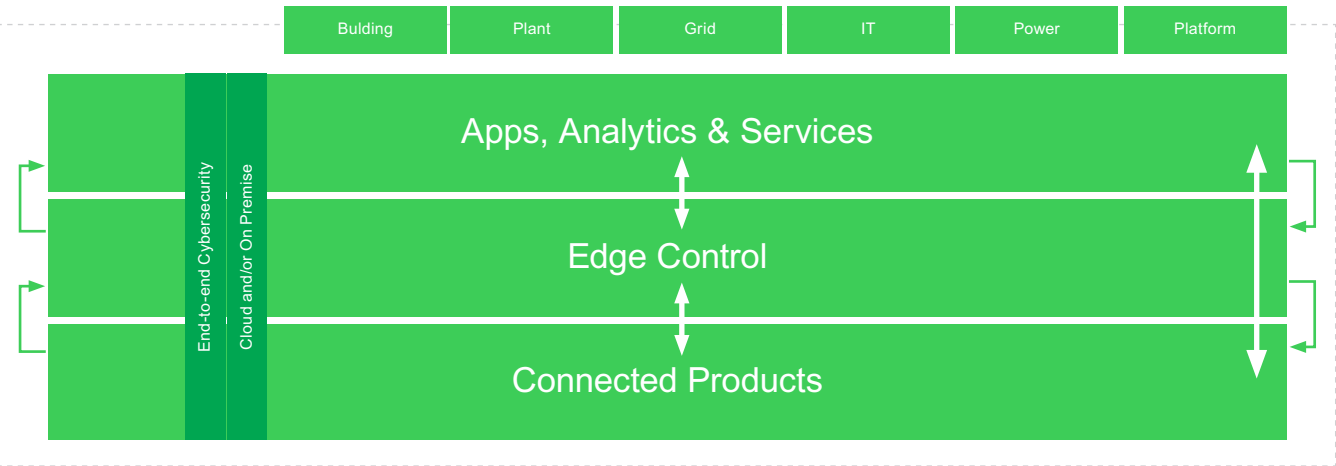 Bulding
Plant
Grid
IT
Power
Platform
End-to-end Cybersecurity
Cloud and/or On Premise
Apps, Analytics & Services
Edge Control
Connected Products